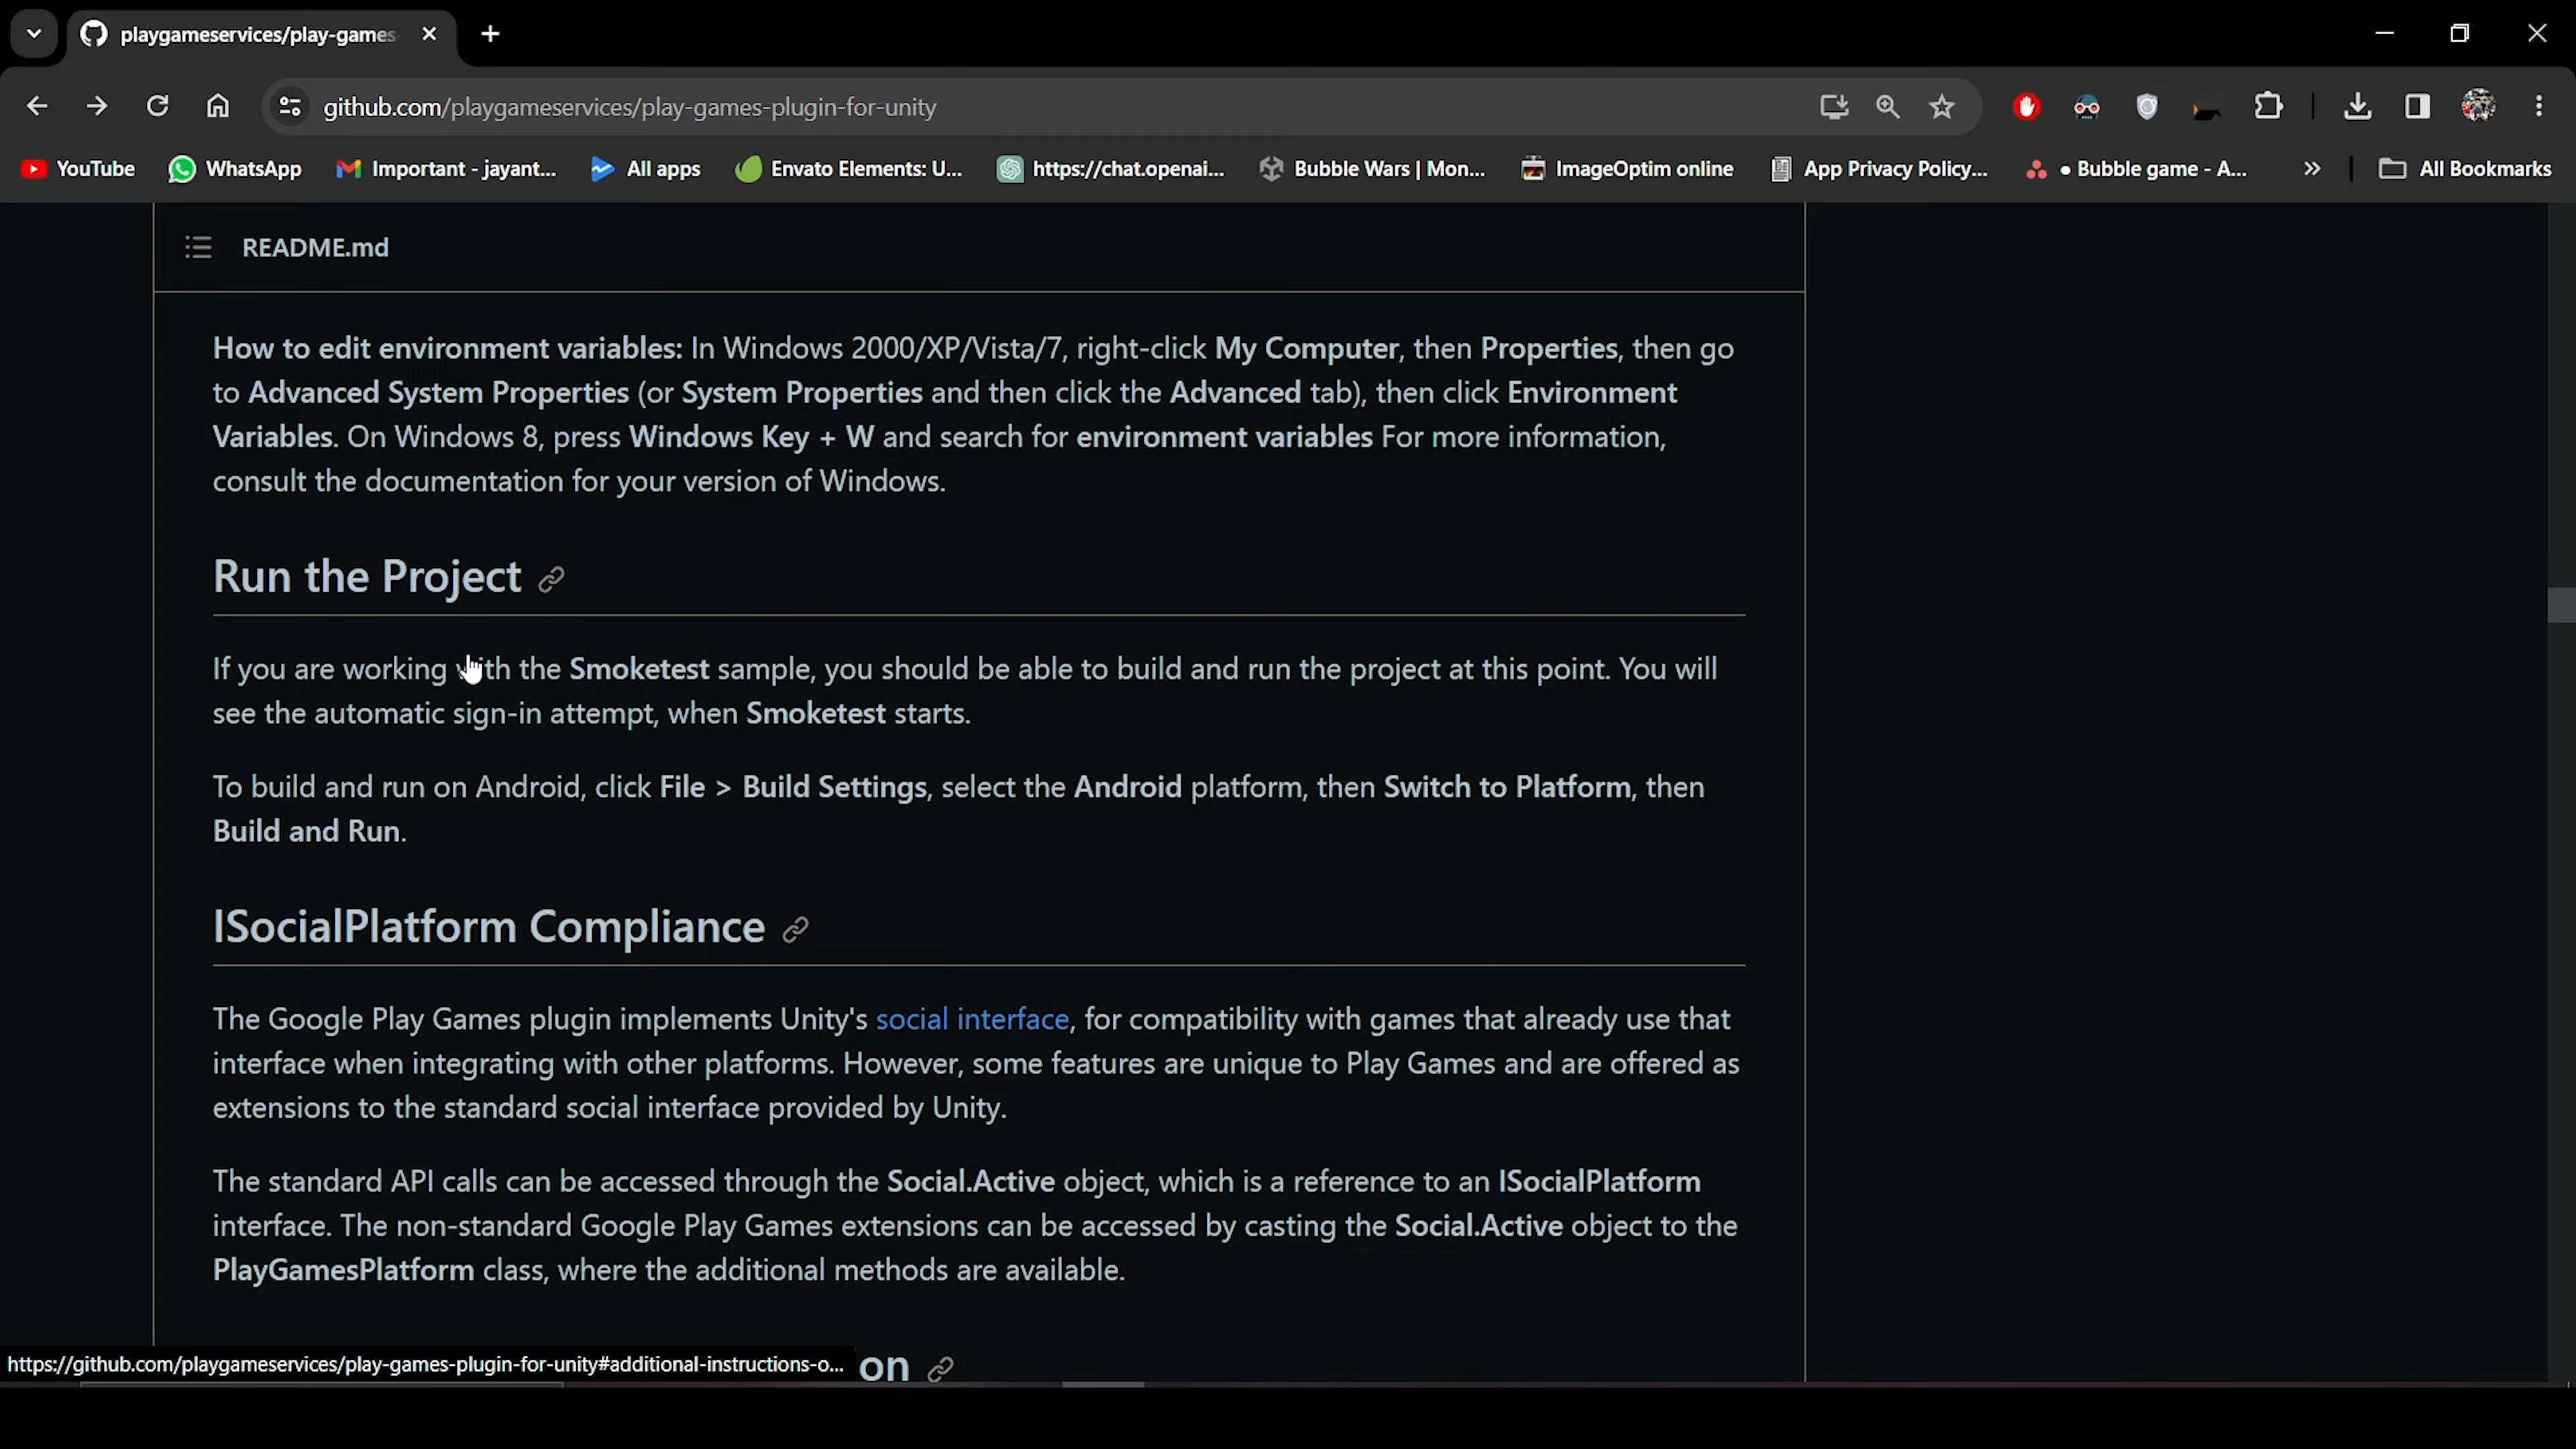 playgameservices/play-games-
github.com/playgameservices/play-games-plugin-for-unity
YouTube WhatsApp Important - jayant... All apps Envato Elements: U... https://chat.openai... Bubble Wars | Mon... ImageOptim online App Privacy Policy... • Bubble game - A... » All Bookmarks
README.md
How to edit environment variables: In Windows 2000/XP/Vista/7, right-click My Computer, then Properties, then go
to Advanced System Properties (or System Properties and then click the Advanced tab), then click Environment
Variables. On Windows 8, press Windows Key + W and search for environment variables For more information,
consult the documentation for your version of Windows.
Run the Project
If you are working with the Smoketest sample, you should be able to build and run the project at this point. You will
see the automatic sign-in attempt, when Smoketest starts.
To build and run on Android, click File > Build Settings, select the Android platform, then Switch to Platform, then
Build and Run.
ISocialPlatform Compliance
The Google Play Games plugin implements Unity's social interface, for compatibility with games that already use that
interface when integrating with other platforms. However, some features are unique to Play Games and are offered as
extensions to the standard social interface provided by Unity.
The standard API calls can be accessed through the Social.Active object, which is a reference to an ISocialPlatform
interface. The non-standard Google Play Games extensions can be accessed by casting the Social.Active object to the
PlayGamesPlatform class, where the additional methods are available.
https://github.com/playgameservices/play-games-plugin-for-unity#additional-instructions-o... on